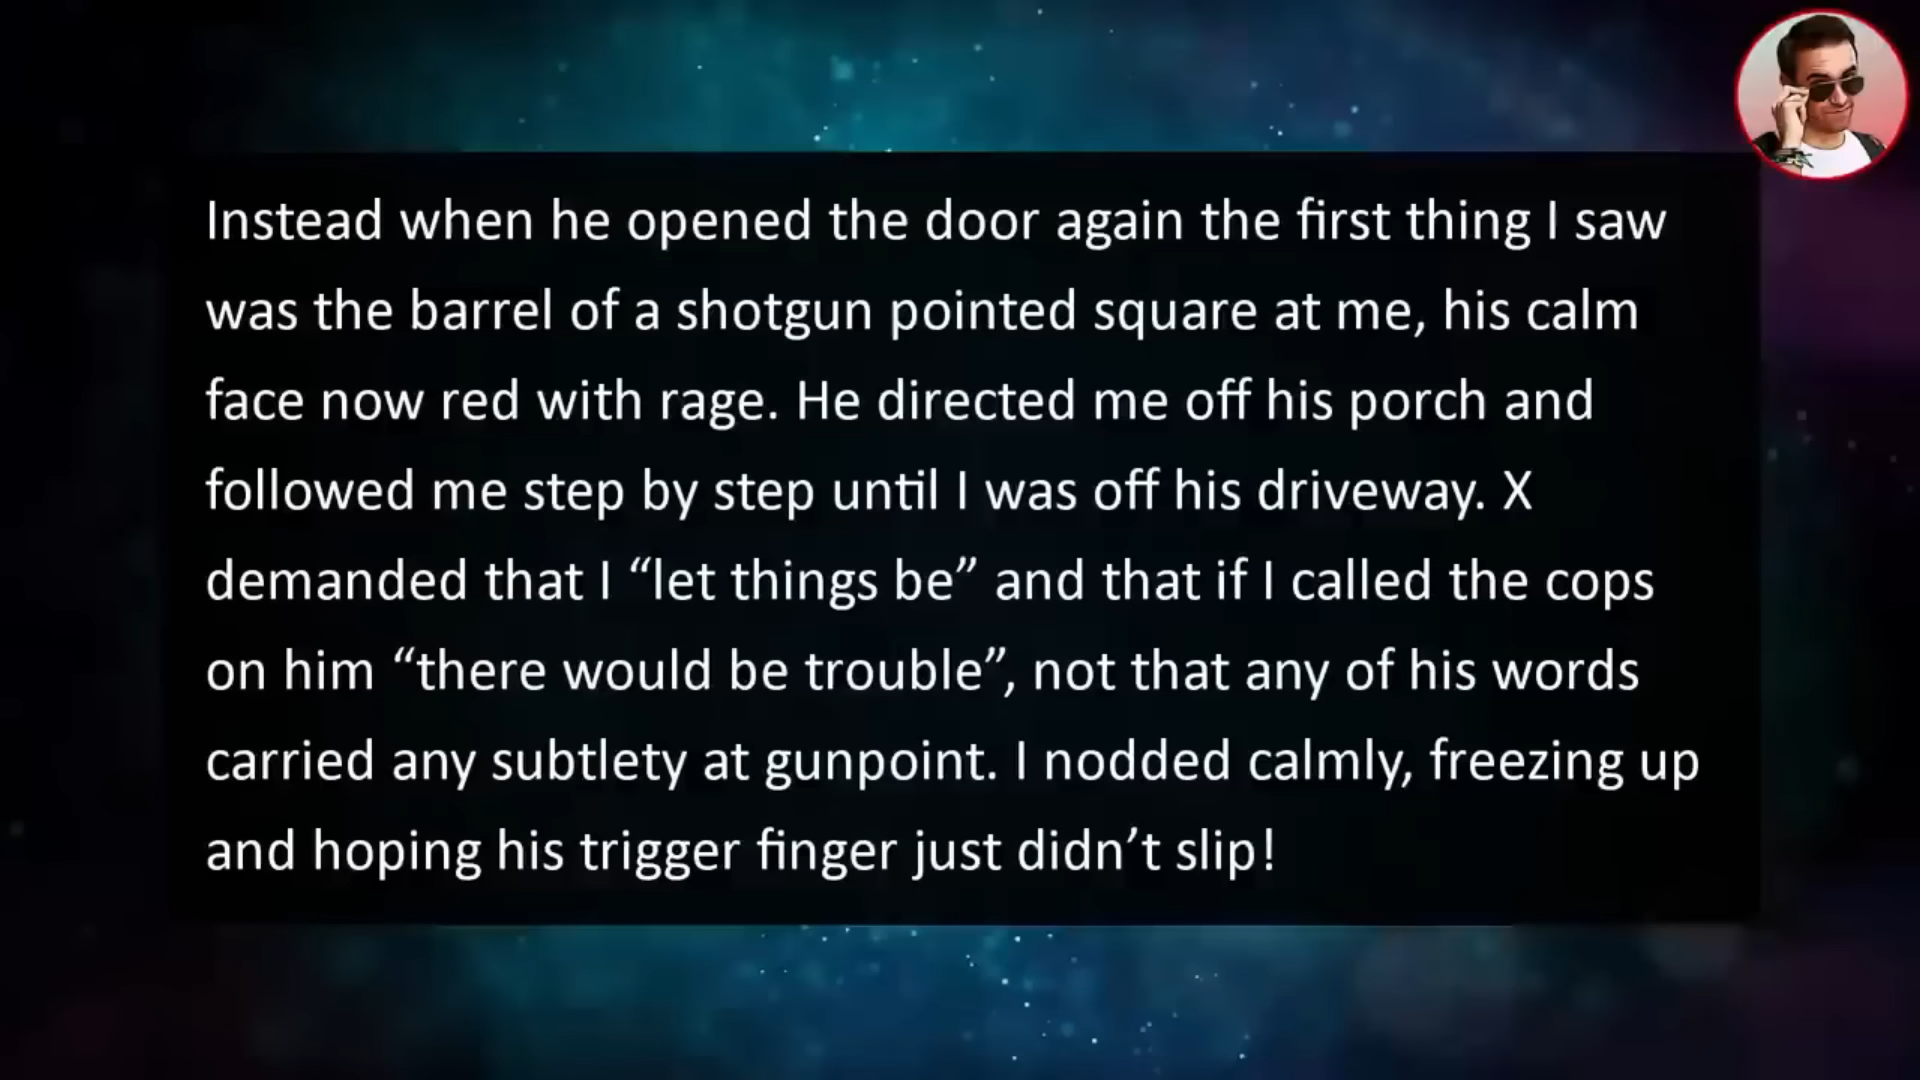 Instead when he opened the door again the first thing I saw
was the barrel of a shotgun pointed square at me, his calm
face now red with rage. He directed me off his porch and
followed me step by step until I was off his driveway. X
demanded that I “let things be” and that if I called the cops
on him “there would be trouble”, not that any of his words
carried any subtlety at gunpoint. I nodded calmly, freezing up
and hoping his trigger finger just didn’t slip!